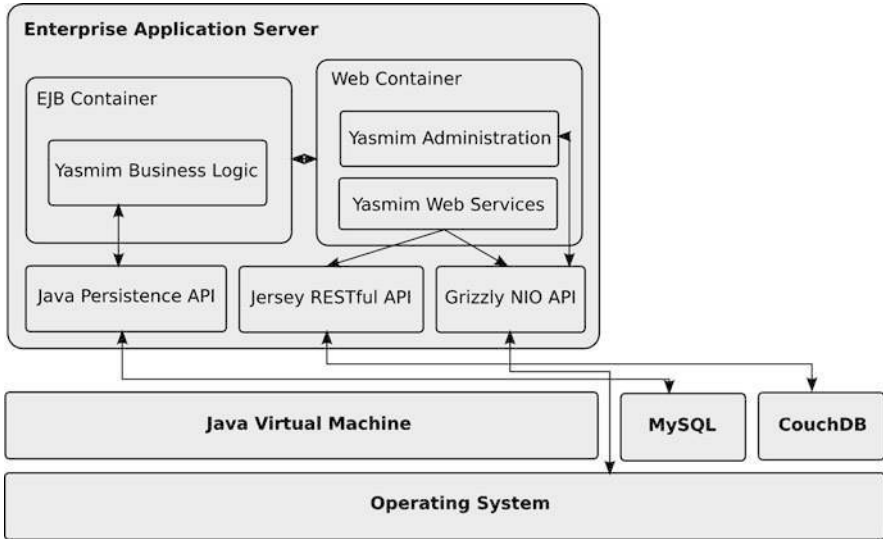 Enterprise Application Server
EJB Container
Web Container
Yasmim Business Logic
Yasmim Administration
Yasmim Web Services
Java Persistence API
Jersey RESTful API
Grizzly NIO API
Java Virtual Machine
MySQL
CouchDB
Operating System